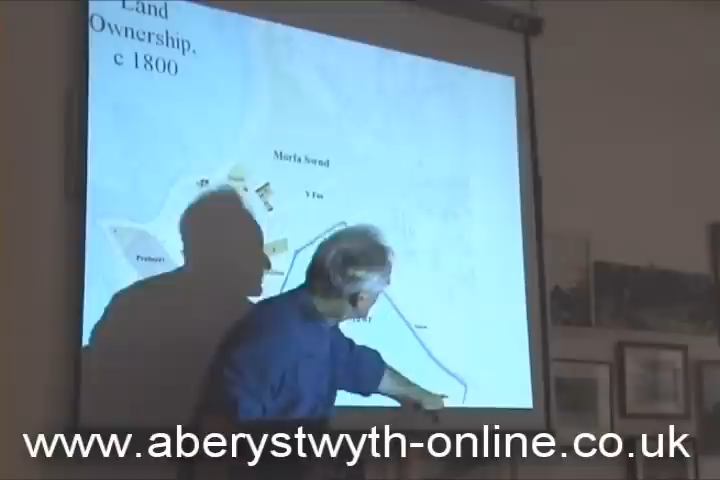 Land
Ownership,
c 1800
Morfa Swnd
www.aberystwyth-online.co.uk